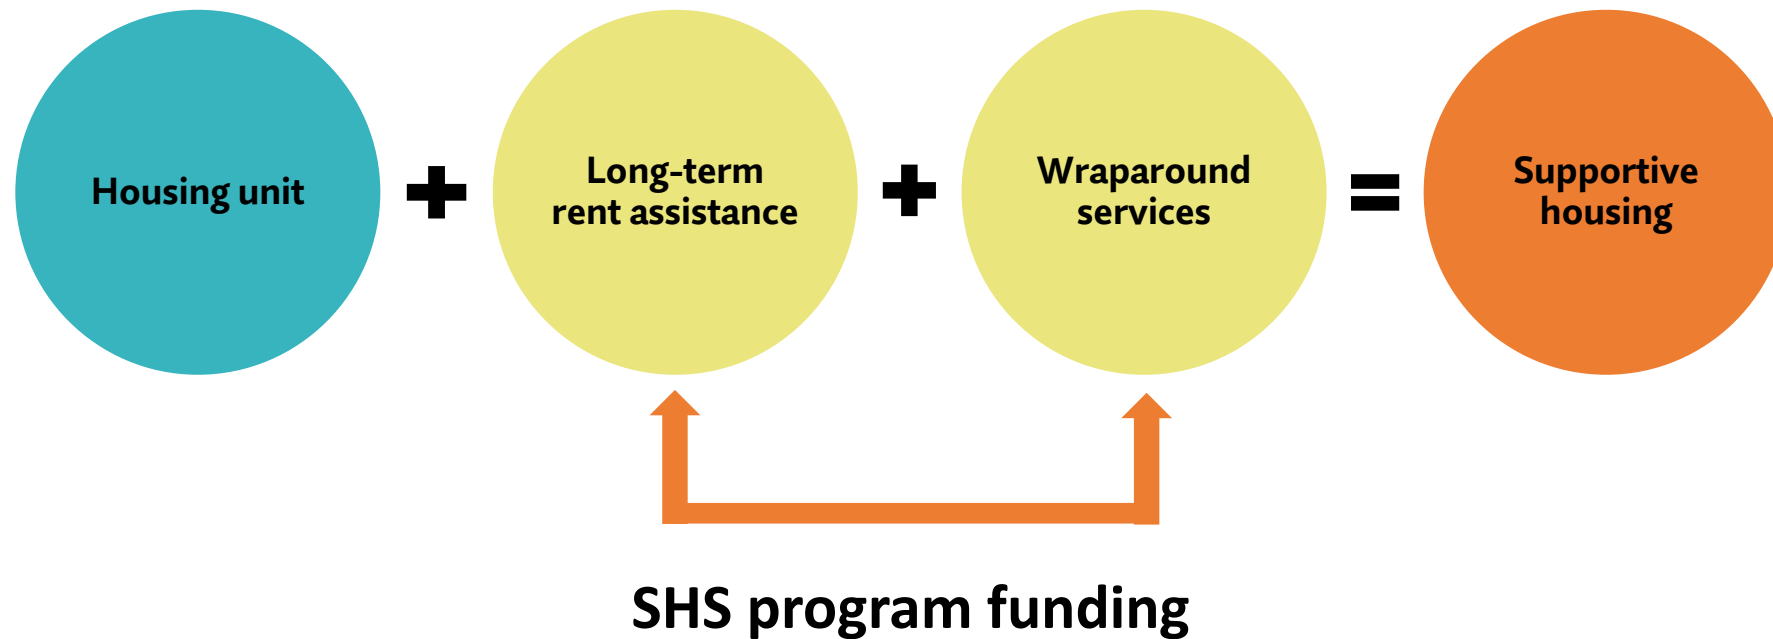 Housing unit
+
Long-term
rent assistance
+
Wraparound
services
=
Supportive
housing
SHS program funding